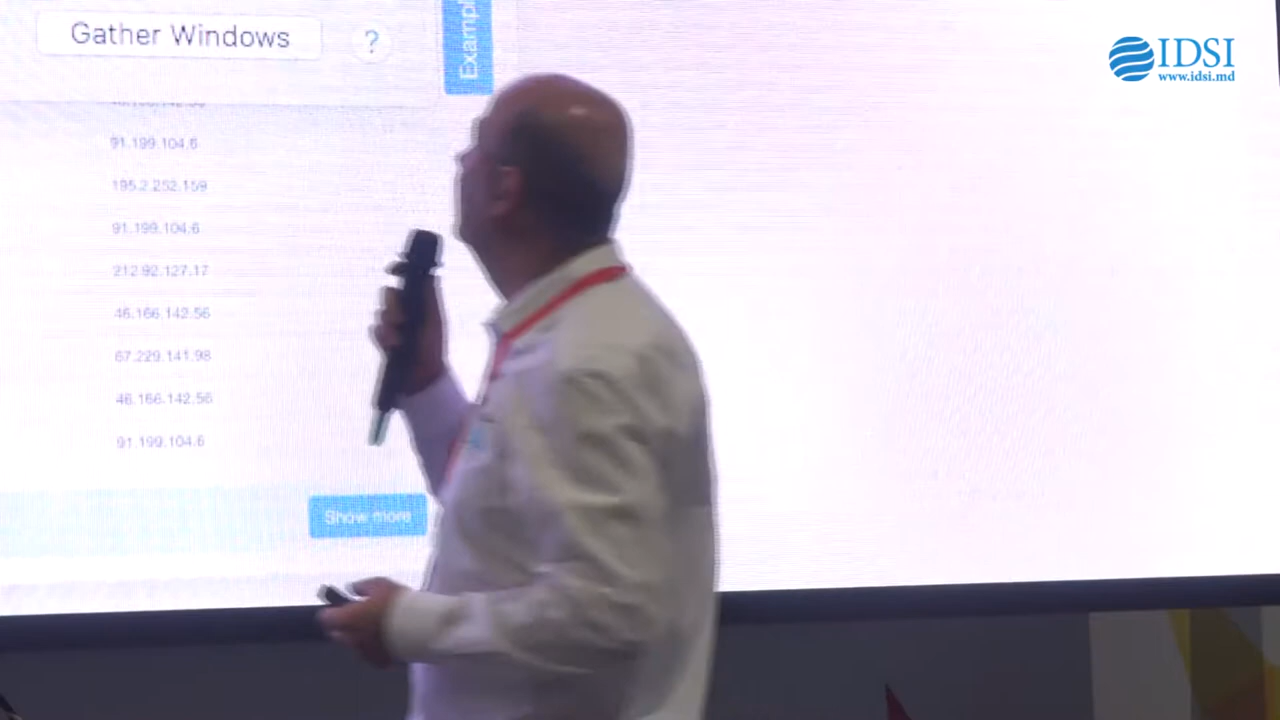 Gather Windows
?
Exampl
91.199.104.6
195.2.252.159
91.199.104.6
212.92.127.17
46.166.142.56
67.229.141.98
46.166.142.56
91.199.104.6
Show more
IDSI
www.idsi.md